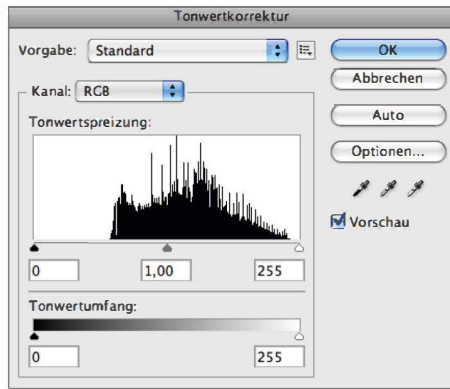 Tonwertkorrektur
Vorgabe: Standard
OK
Abbrechen
Kanal: RGB
Auto
Tonwertspreizung:
Optionen...
Vorschau
0 1,00 255
Tonwertumfang:
0 255